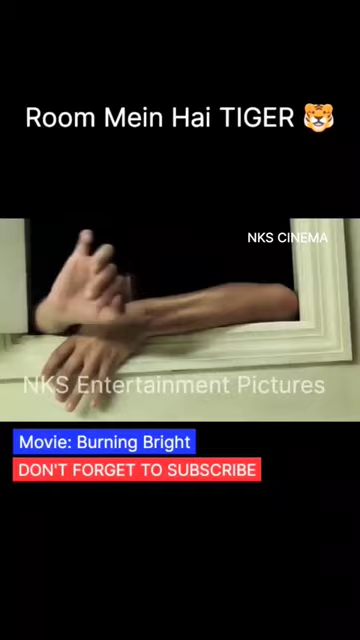 Room Mein Hai TIGER 🐯
NKS CINEMA
NKS Entertainment Pictures
Movie: Burning Bright
DON'T FORGET TO SUBSCRIBE